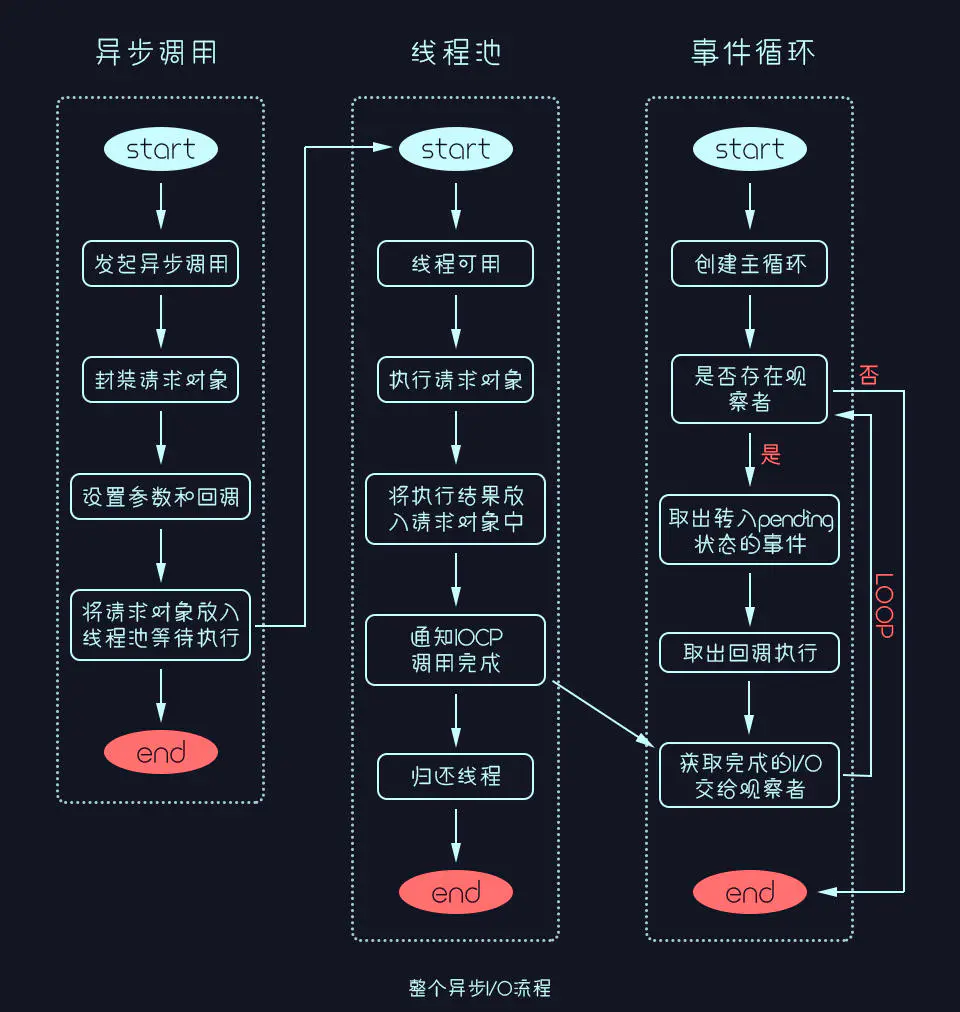 异步调用
start
发起异步调用
封装请求对象
设置参数和回调
将请求对象放入
线程池等待执行
end
线程池
start
线程可用
执行请求对象
将执行结果放
入请求对象中
通知IOCP
调用完成
归还线程
end
事件循环
start
创建主循环
是否存在观
察者
否
是
取出转入pending
状态的事件
LOOP
取出回调执行
获取完成的I/O
交给观察者
end
整个异步I/O流程